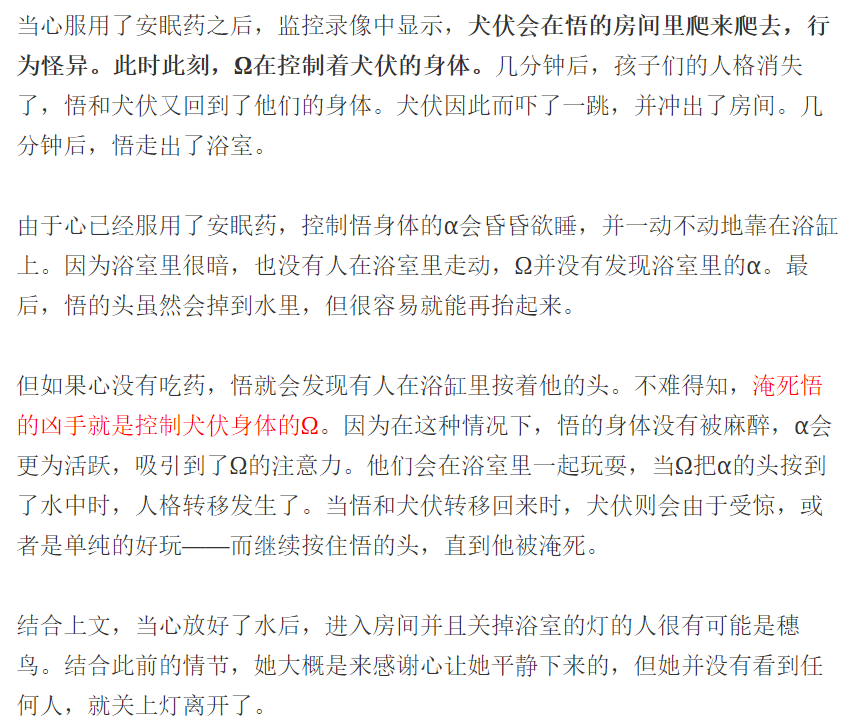 当心服用了安眠药之后，监控录像中显示，犬伏会在悟的房间里爬来爬去，行
为怪异。此时此刻，Ω在控制着犬伏的身体。几分钟后，孩子们的人格消失
了，悟和犬伏又回到了他们的身体。犬伏因此而吓了一跳，并冲出了房间。几
分钟后，悟走出了浴室。
由于心已经服用了安眠药，控制悟身体的α会昏昏欲睡，并一动不动地靠在浴缸
上。因为浴室里很暗，也没有人在浴室里走动，Ω并没有发现浴室里的α。最
后，悟的头虽然会掉到水里，但很容易就能再抬起来。
但如果心没有吃药，悟就会发现有人在浴缸里按着他的头。不难得知，淹死悟
的凶手就是控制犬伏身体的Ω。因为在这种情况下，悟的身体没有被麻醉，α会
更为活跃，吸引到了Ω的注意力。他们会在浴室里一起玩耍，当Ω把α的头按到
了水中时，人格转移发生了。当悟和犬伏转移回来时，犬伏则会由于受惊，或
者是单纯的好玩——而继续按住悟的头，直到他被淹死。
结合上文，当心放好了水后，进入房间并且关掉浴室的灯的人很有可能是穗
鸟。结合此前的情节，她大概是来感谢心让她平静下来的，但她并没有看到任
何人，就关上灯离开了。